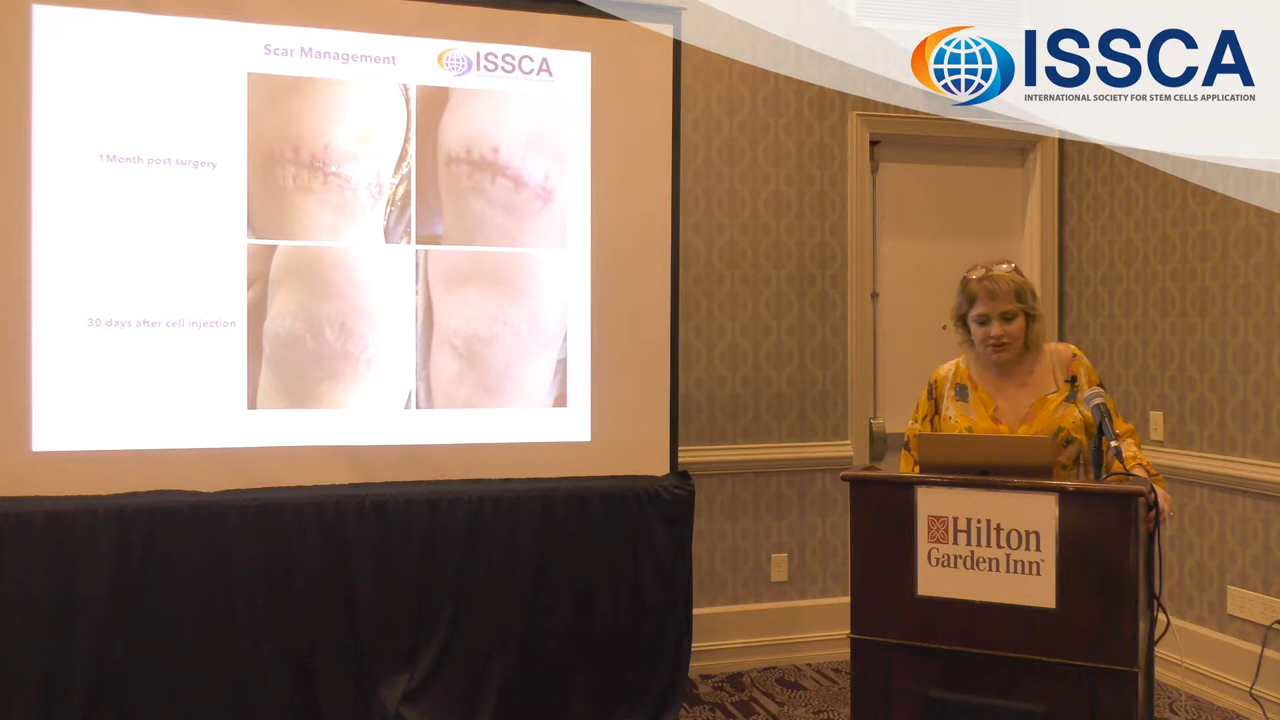 Scar Management
ISSCA
1Month post surgery
30 days after cell injection
ISSCA
INTERNATIONAL SOCIETY FOR STEM CELLS APPLICATION
Hilton
Garden Inn™